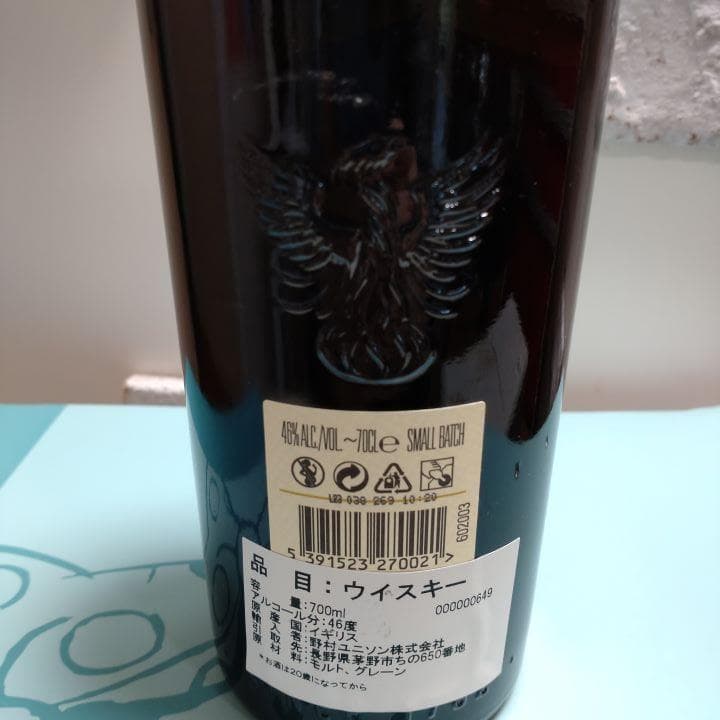 46% ALC./VOL. ~70CL e SMALL BATCH
L23 038 269 10:20
602003
5 391523 270021 >
品 目：ウイスキー
000000649
容 量：700ml
アルコール分：46度
原 産 国：イギリス
輸 入 者：野村ユニソン株式会社
引 取 先：長野県茅野市ちの650番地
原 材 料：モルト、グレーン
*お酒は20歳になってから